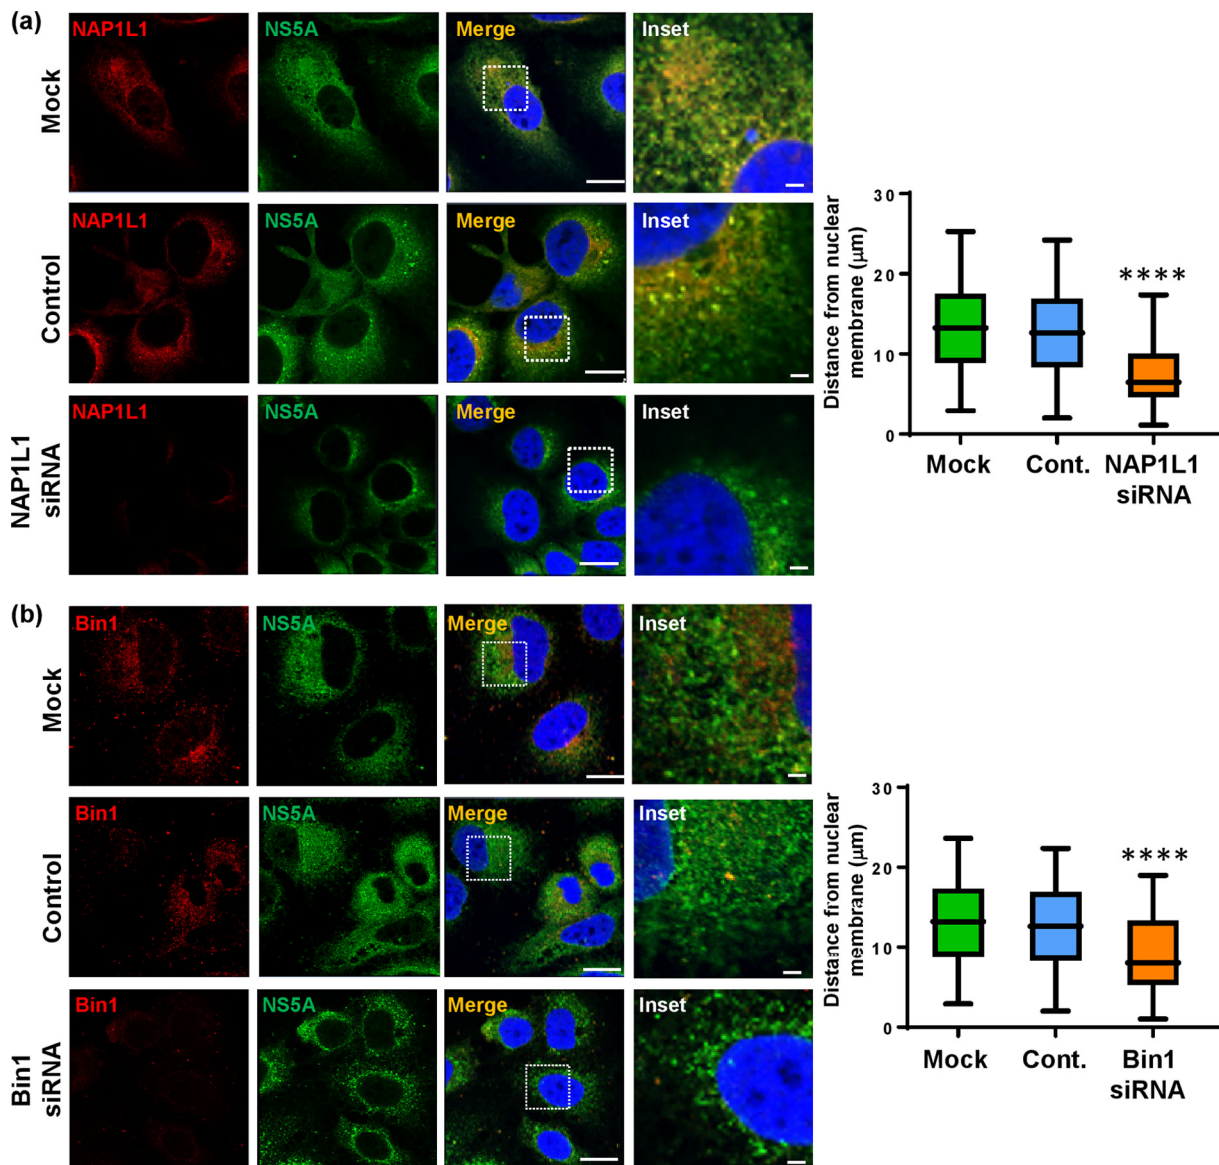 (a)
NAP1L1 NS5A Merge Inset
Mock
NAP1L1 NS5A Merge Inset
Control
NAP1L1 NS5A Merge Inset
NAP1L1
siRNA
Distance from nuclear
membrane (μm)
30
20
10
0
Mock Cont. NAP1L1
siRNA
****
(b)
Bin1 NS5A Merge Inset
Mock
Bin1 NS5A Merge Inset
Control
Bin1 NS5A Merge Inset
Bin1
siRNA
Distance from nuclear
membrane (μm)
30
20
10
0
Mock Cont. Bin1
siRNA
****